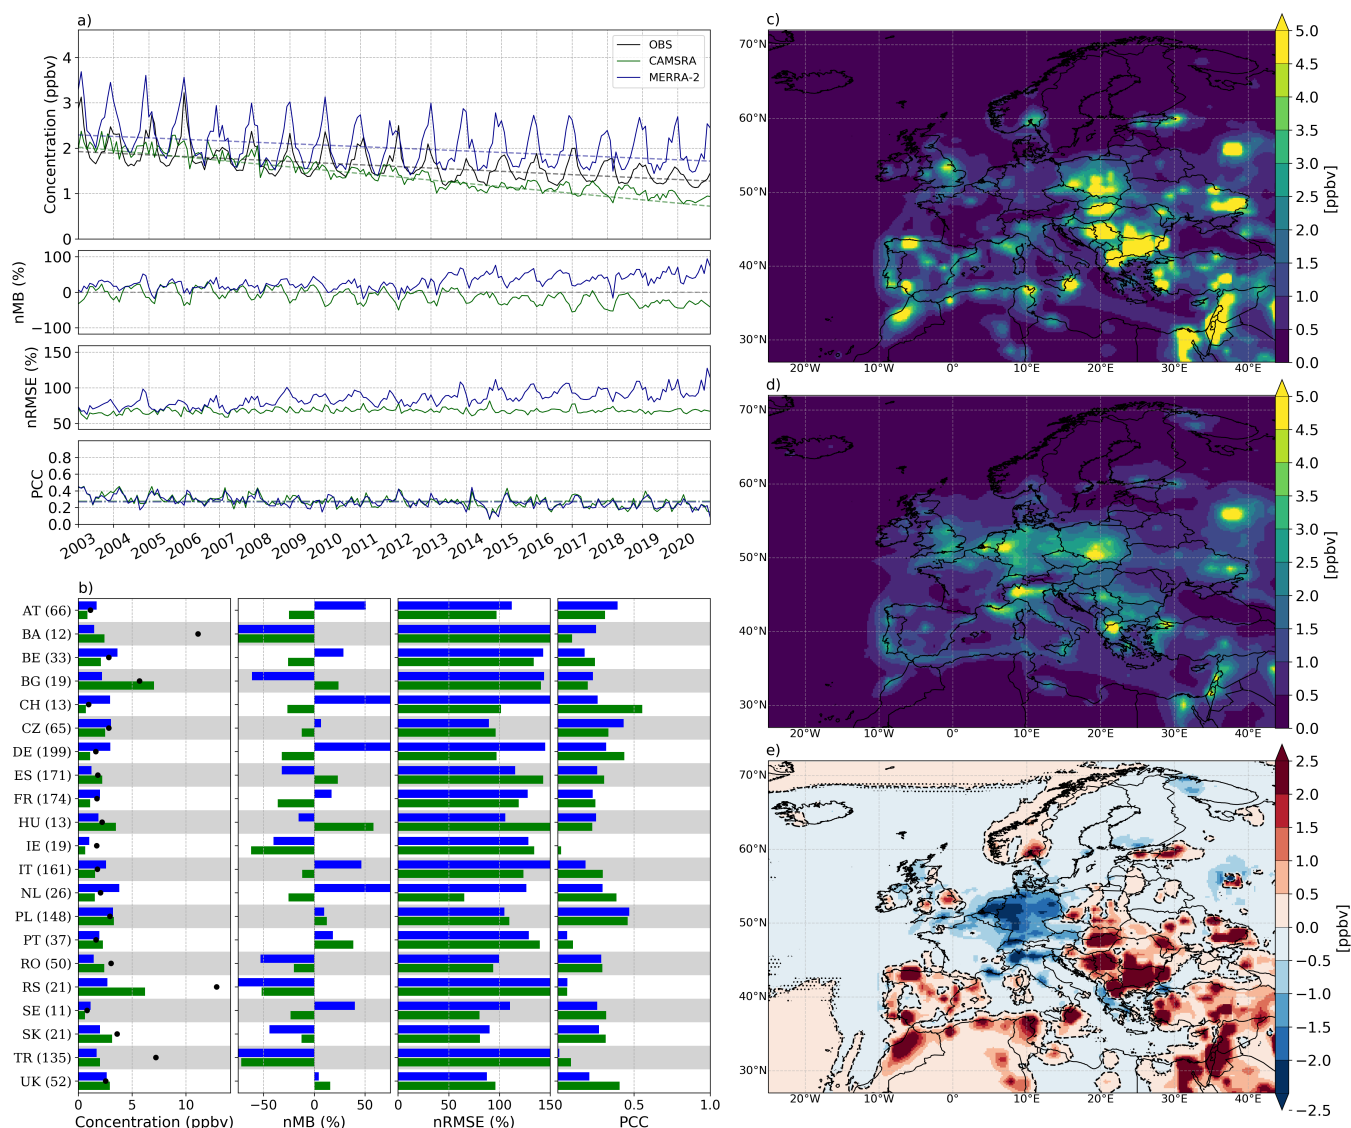 a)
Concentration (ppbv)
4
3
2
1
0
OBS
CAMSRA
MERRA-2
nMB (%)
100
0
−100
nRMSE (%)
150
100
50
PCC
0.8
0.6
0.4
0.2
0.0
2003 2004 2005 2006 2007 2008 2009 2010 2011 2012 2013 2014 2015 2016 2017 2018 2019 2020
b)
AT (66)
BA (12)
BE (33)
BG (19)
CH (13)
CZ (65)
DE (199)
ES (171)
FR (174)
HU (13)
IE (19)
IT (161)
NL (26)
PL (148)
PT (37)
RO (50)
RS (21)
SE (11)
SK (21)
TR (135)
UK (52)
0 5 10
Concentration (ppbv)
−50 0 50
nMB (%)
0 50 100 150
nRMSE (%)
0.5 1.0
PCC
c)
70°N
60°N
50°N
40°N
30°N
20°W 10°W 0° 10°E 20°E 30°E 40°E
5.0
4.5
4.0
3.5
3.0
2.5
2.0
1.5
1.0
0.5
0.0
[ppbv]
d)
70°N
60°N
50°N
40°N
30°N
20°W 10°W 0° 10°E 20°E 30°E 40°E
5.0
4.5
4.0
3.5
3.0
2.5
2.0
1.5
1.0
0.5
0.0
[ppbv]
e)
70°N
60°N
50°N
40°N
30°N
20°W 10°W 0° 10°E 20°E 30°E 40°E
2.5
2.0
1.5
1.0
0.5
0.0
−0.5
−1.0
−1.5
−2.0
−2.5
[ppbv]